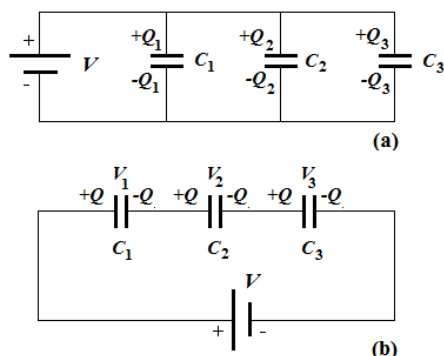 + +Q₁ +Q₂ +Q₃
V C₁ C₂ C₃
- -Q₁ -Q₂ -Q₃
(a)
V₁ V₂ V₃
+Q -Q +Q -Q +Q -Q
C₁ C₂ C₃
V
+ -
(b)